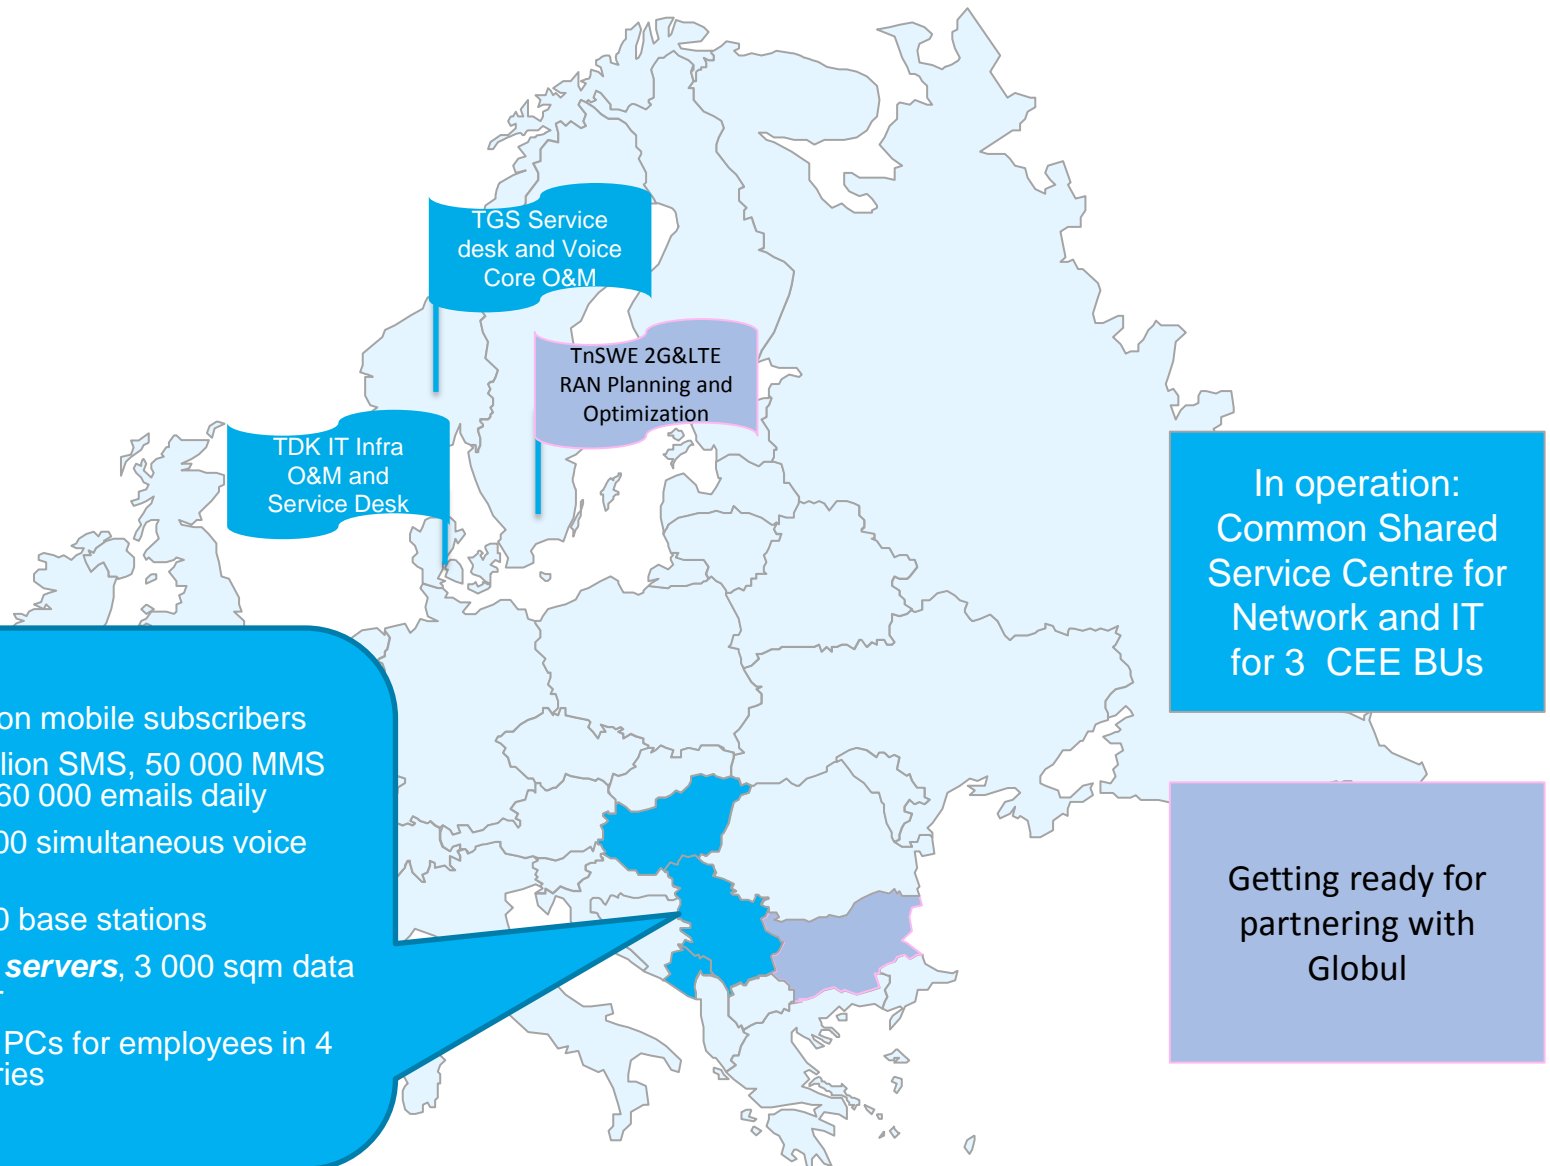 TGS Service
desk and Voice
Core O&M
TnSWE 2G&LTE
RAN Planning and
Optimization
TDK IT Infra
O&M and
Service Desk
In operation:
Common Shared
Service Centre for
Network and IT
for 3 CEE BUs
on mobile subscribers
lion SMS, 50 000 MMS
60 000 emails daily
00 simultaneous voice
0 base stations
servers, 3 000 sqm data
PCs for employees in 4
ries
Getting ready for
partnering with
Globul